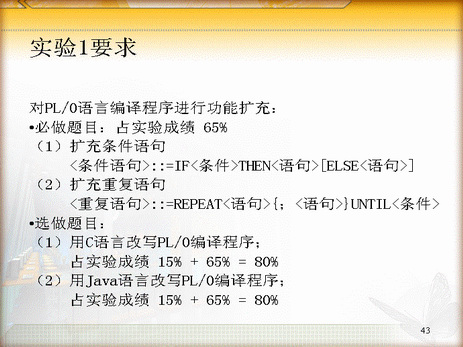 实验1要求
对PL/0语言编译程序进行功能扩充：
•必做题目：占实验成绩 65%
（1）扩充条件语句
<条件语句>::=IF<条件>THEN<语句>[ELSE<语句>]
（2）扩充重复语句
<重复语句>::=REPEAT<语句>{；<语句>}UNTIL<条件>
•选做题目：
（1）用C语言改写PL/0编译程序；
占实验成绩 15% + 65% = 80%
（2）用Java语言改写PL/0编译程序；
占实验成绩 15% + 65% = 80%
43